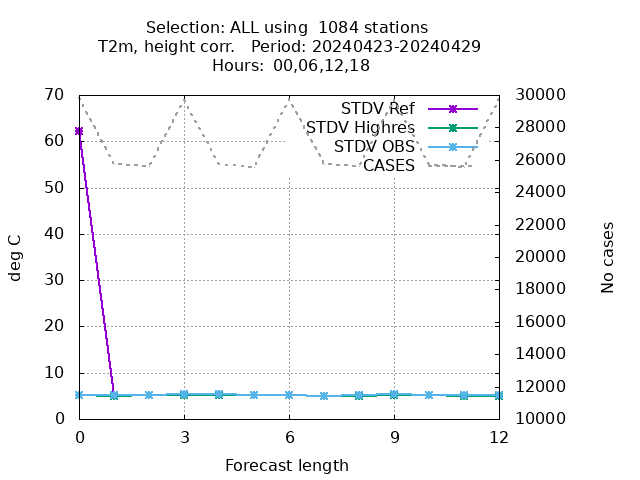 Selection: ALL using  1084 stations
T2m, height corr.   Period: 20240423-20240429
Hours:  00,06,12,18
70
60
50
40
30
20
10
0
deg C
30000
28000
26000
24000
22000
20000
18000
16000
14000
12000
10000
No cases
STDV Ref
STDV Highres
STDV OBS
CASES
0
3
6
9
12
Forecast length